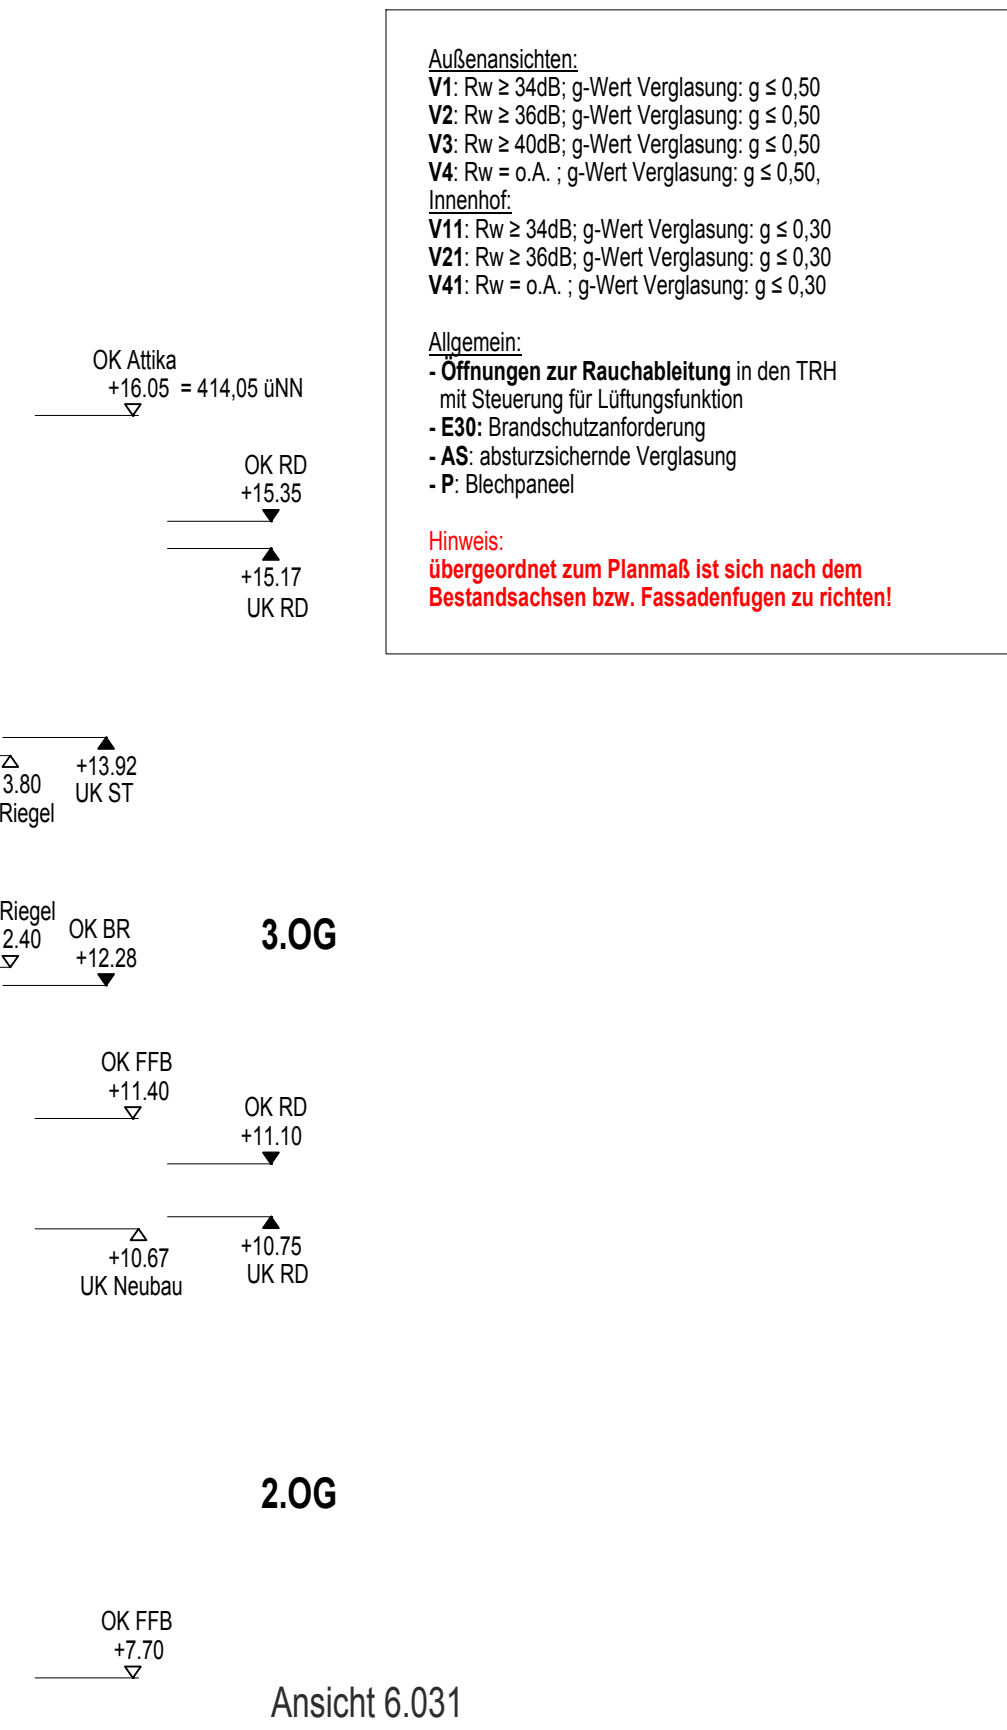 Außenansichten:
V1: Rw ≥ 34dB; g-Wert Verglasung: g ≤ 0,50
V2: Rw ≥ 36dB; g-Wert Verglasung: g ≤ 0,50
V3: Rw ≥ 40dB; g-Wert Verglasung: g ≤ 0,50
V4: Rw = o.A. ; g-Wert Verglasung: g ≤ 0,50,
Innenhof:
V11: Rw ≥ 34dB; g-Wert Verglasung: g ≤ 0,30
V21: Rw ≥ 36dB; g-Wert Verglasung: g ≤ 0,30
V41: Rw = o.A. ; g-Wert Verglasung: g ≤ 0,30
Allgemein:
- Öffnungen zur Rauchableitung in den TRH
mit Steuerung für Lüftungsfunktion
- E30: Brandschutzanforderung
- AS: absturzsichernde Verglasung
- P: Blechpaneel
Hinweis:
übergeordnet zum Planmaß ist sich nach dem
Bestandsachsen bzw. Fassadenfugen zu richten!
OK Attika
+16.05 = 414,05 üNN
OK RD
+15.35
+15.17
UK RD
+13.92
UK ST
3.80
Riegel
Riegel
2.40
OK BR
+12.28
3.OG
OK FFB
+11.40
OK RD
+11.10
+10.67
UK Neubau
+10.75
UK RD
2.OG
OK FFB
+7.70
Ansicht 6.031